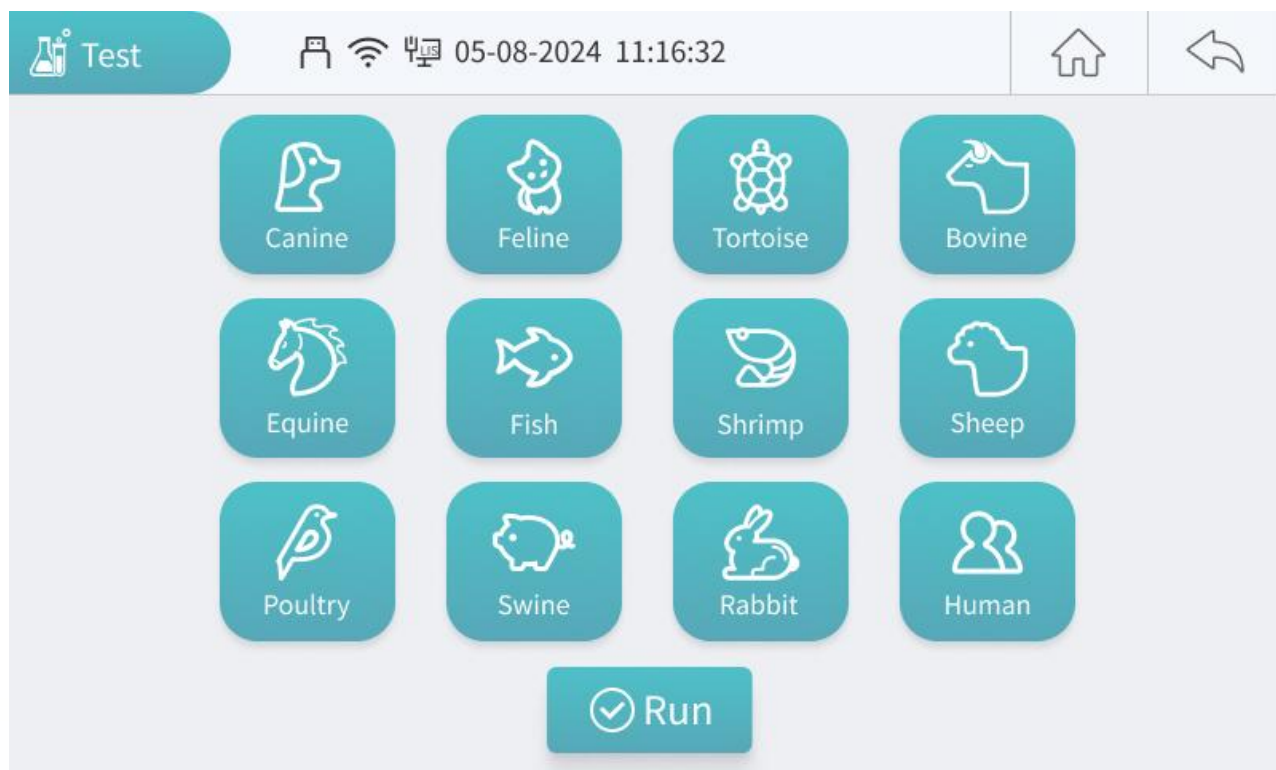 Test LIS 05-08-2024 11:16:32
Canine Feline Tortoise Bovine
Equine Fish Shrimp Sheep
Poultry Swine Rabbit Human
Run